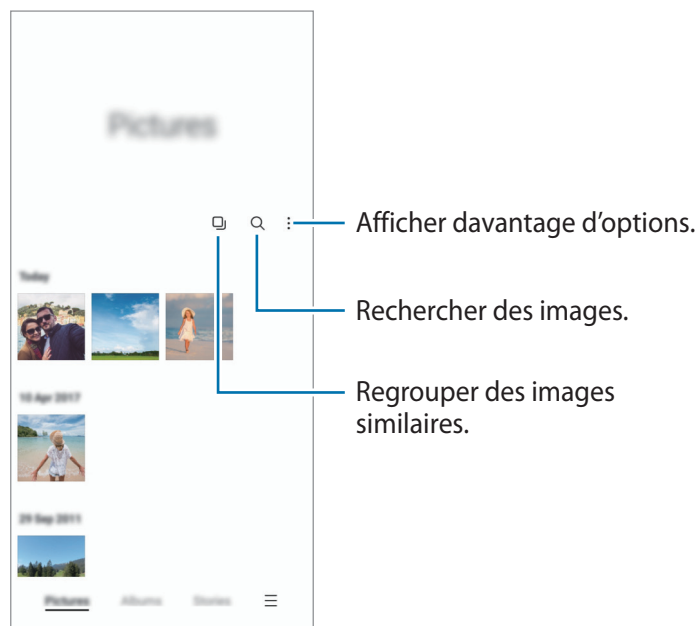 Pictures
Afficher davantage d’options.
Today
Rechercher des images.
10 Apr 2017
Regrouper des images
similaires.
29 Sep 2011
Pictures Albums Stories